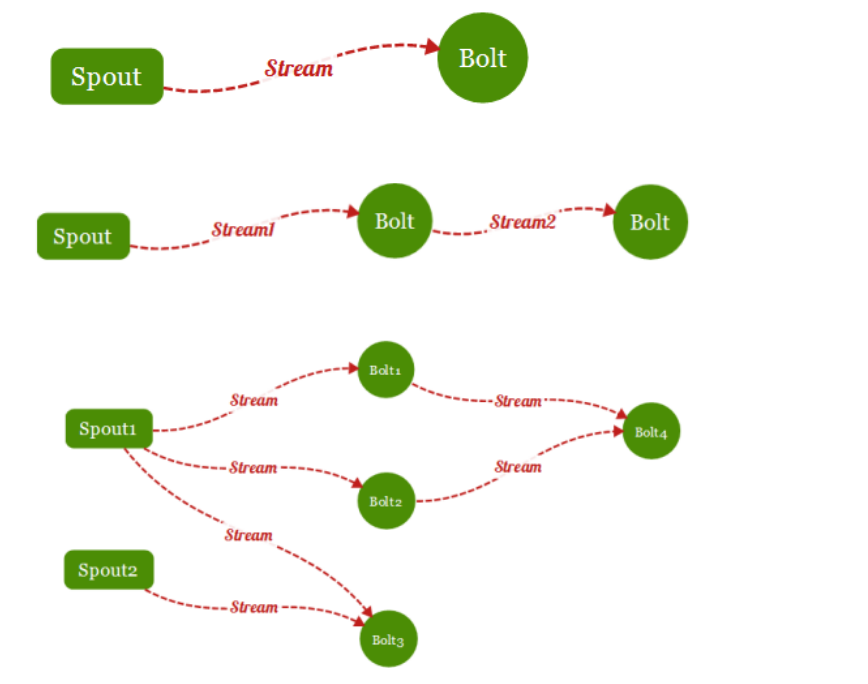 Spout
Stream
Bolt
Spout
Stream1
Bolt
Stream2
Bolt
Bolt1
Stream
Stream
Spout1
Bolt4
Stream
Stream
Bolt2
Stream
Spout2
Stream
Bolt3